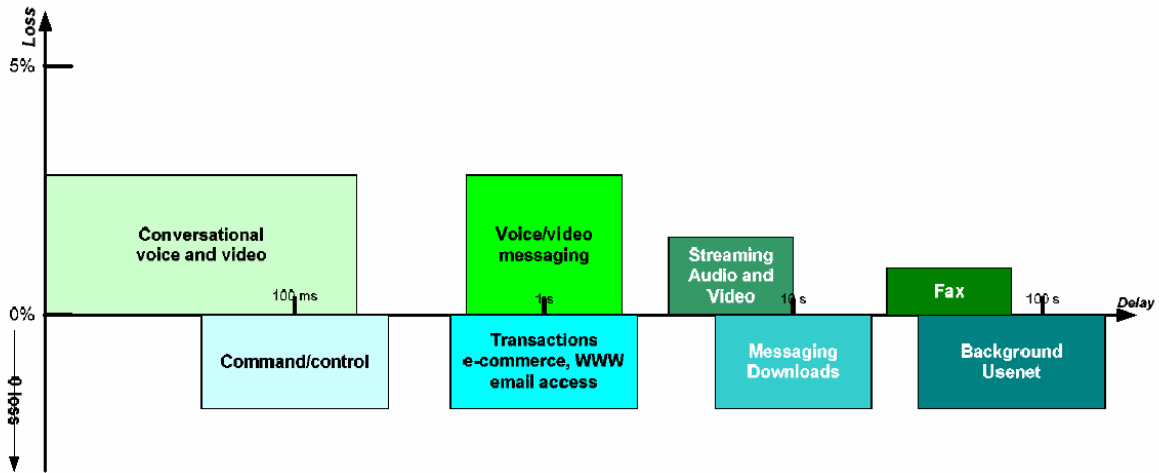 Loss
5%
Conversational
voice and video
Voice/video
messaging
Streaming
Audio and
Video
Fax
100 ms
1 s
10 s
100 s
0%
Delay
Command/control
Transactions
e-commerce, WWW
email access
Messaging
Downloads
Background
Usenet
0 loss